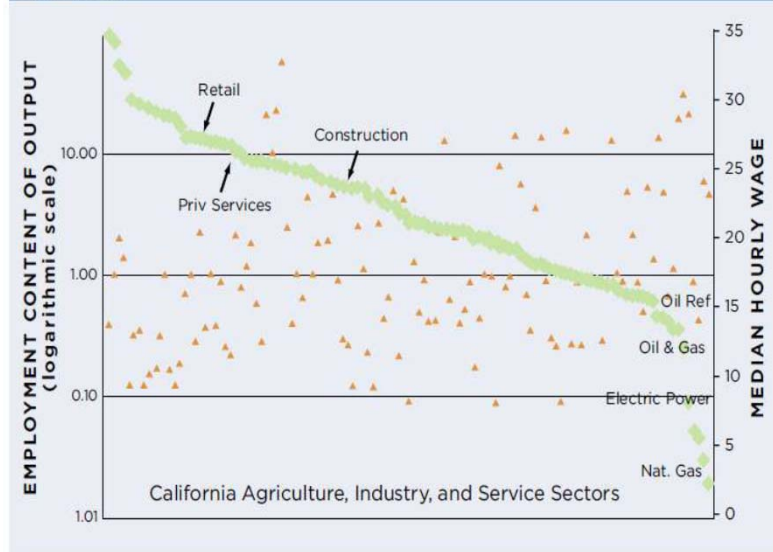 EMPLOYMENT CONTENT OF OUTPUT
(logarithmic scale)
10.00
1.00
0.10
1.01
Retail
Priv Services
Construction
Oil Ref
Oil & Gas
Electric Power
Nat. Gas
California Agriculture, Industry, and Service Sectors
35
30
25
20
15
10
5
0
MEDIAN HOURLY WAGE